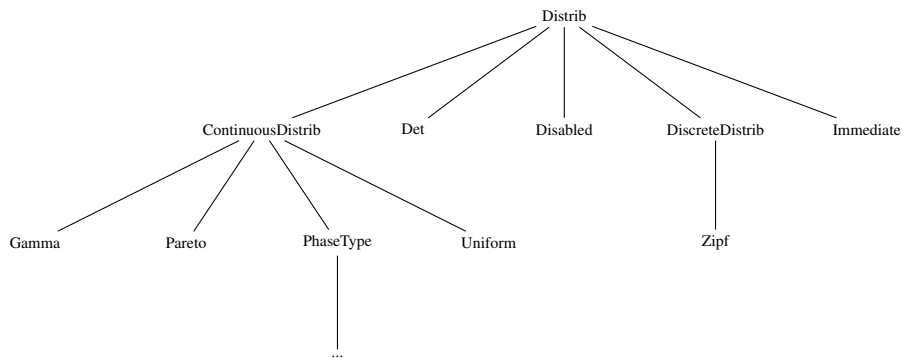 Distrib
ContinuousDistrib Det Disabled DiscreteDistrib Immediate
Gamma Pareto PhaseType Uniform Zipf
...